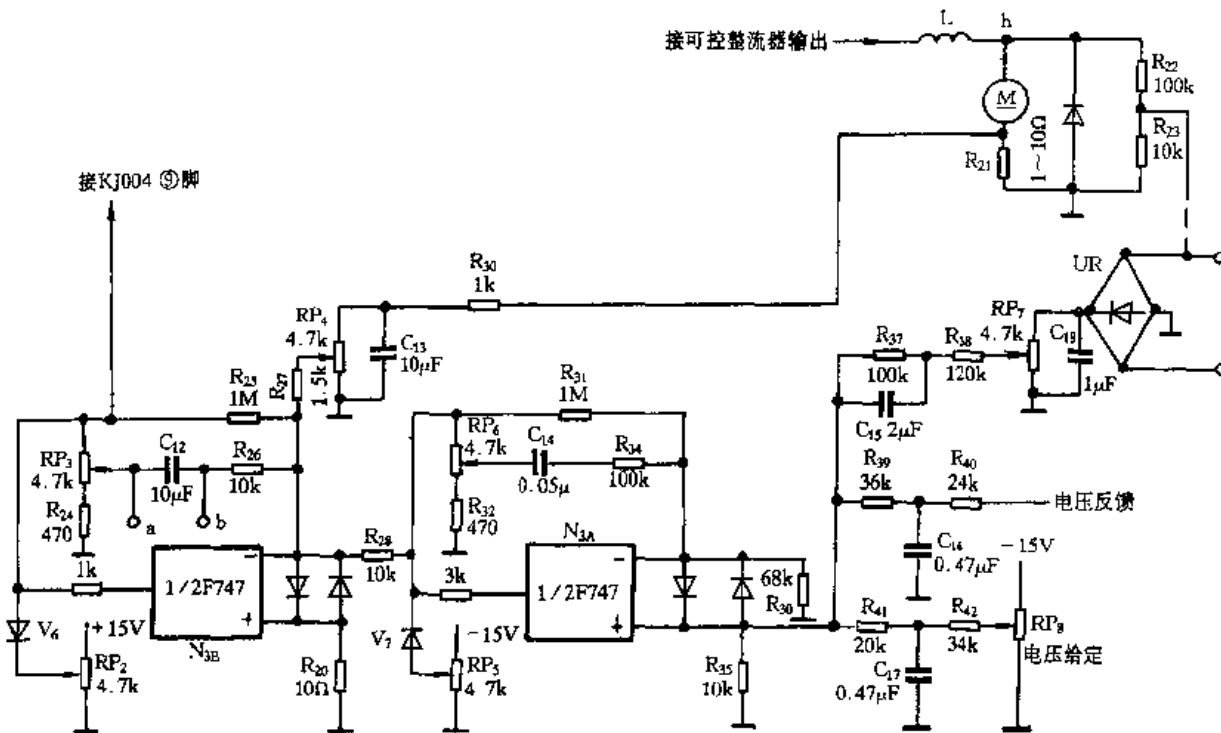 L
h
接可控整流器输出
R22
100k
M
R23
10k
R21
1~10Ω
接KJ004 ⑨脚
R30
1k
UR
RP4
4.7k
C13
10μF
R27
1.5k
RP7
4.7k
C19
1μF
R37
100k
R38
120k
C15 2μF
R25
1M
R31
1M
RP3
4.7k
C12
10μF
R26
10k
RP6
4.7k
C14
0.05μ
R34
100k
R39
36k
R40
24k
电压反馈
R24
470
a
b
R32
470
C16
0.47μF
-15V
1k
1/2F747
−
+
N3B
R28
10k
3k
N3A
1/2F747
−
+
68k
R30
R41
20k
R42
34k
RP8
电压给定
V6
+15V
RP2
4.7k
R20
10Ω
V7
-15V
RP5
4.7k
R35
10k
C17
0.47μF